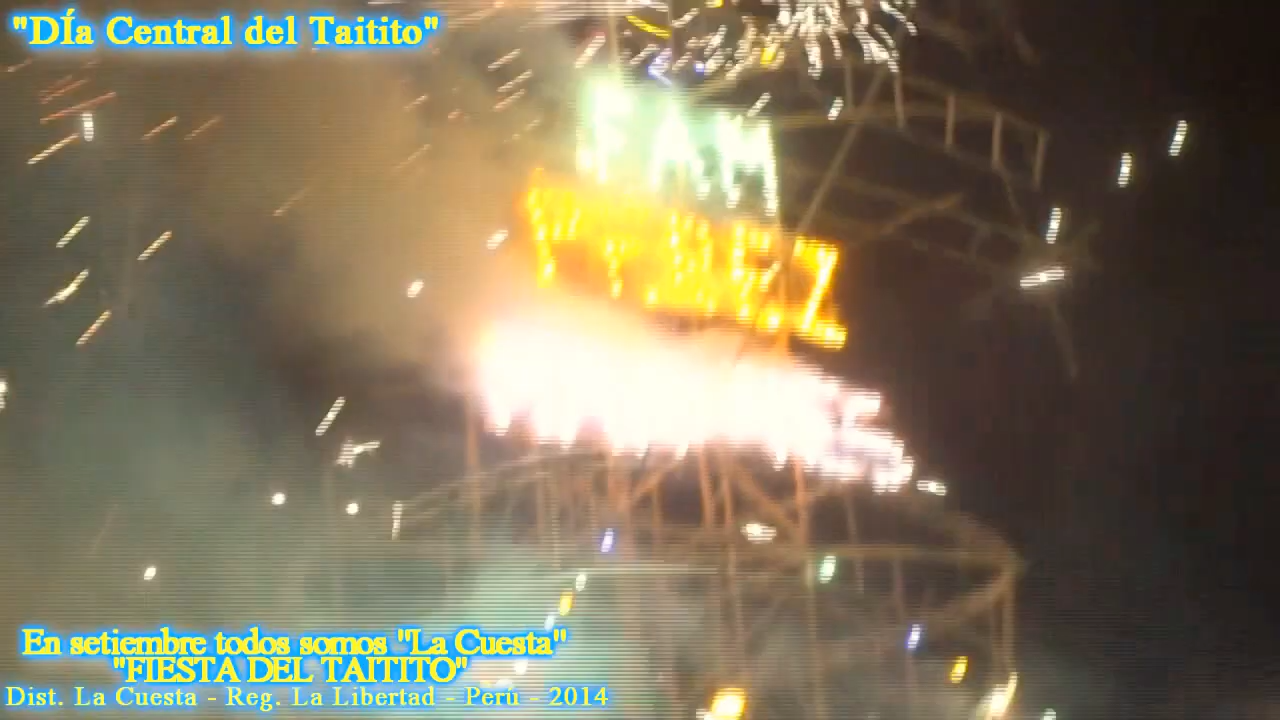 "DÍa Central del Taitito"
FAM
En setiembre todos somos "La Cuesta"
"FIESTA DEL TAITITO"
Dist. La Cuesta - Reg. La Libertad - Perú - 2014